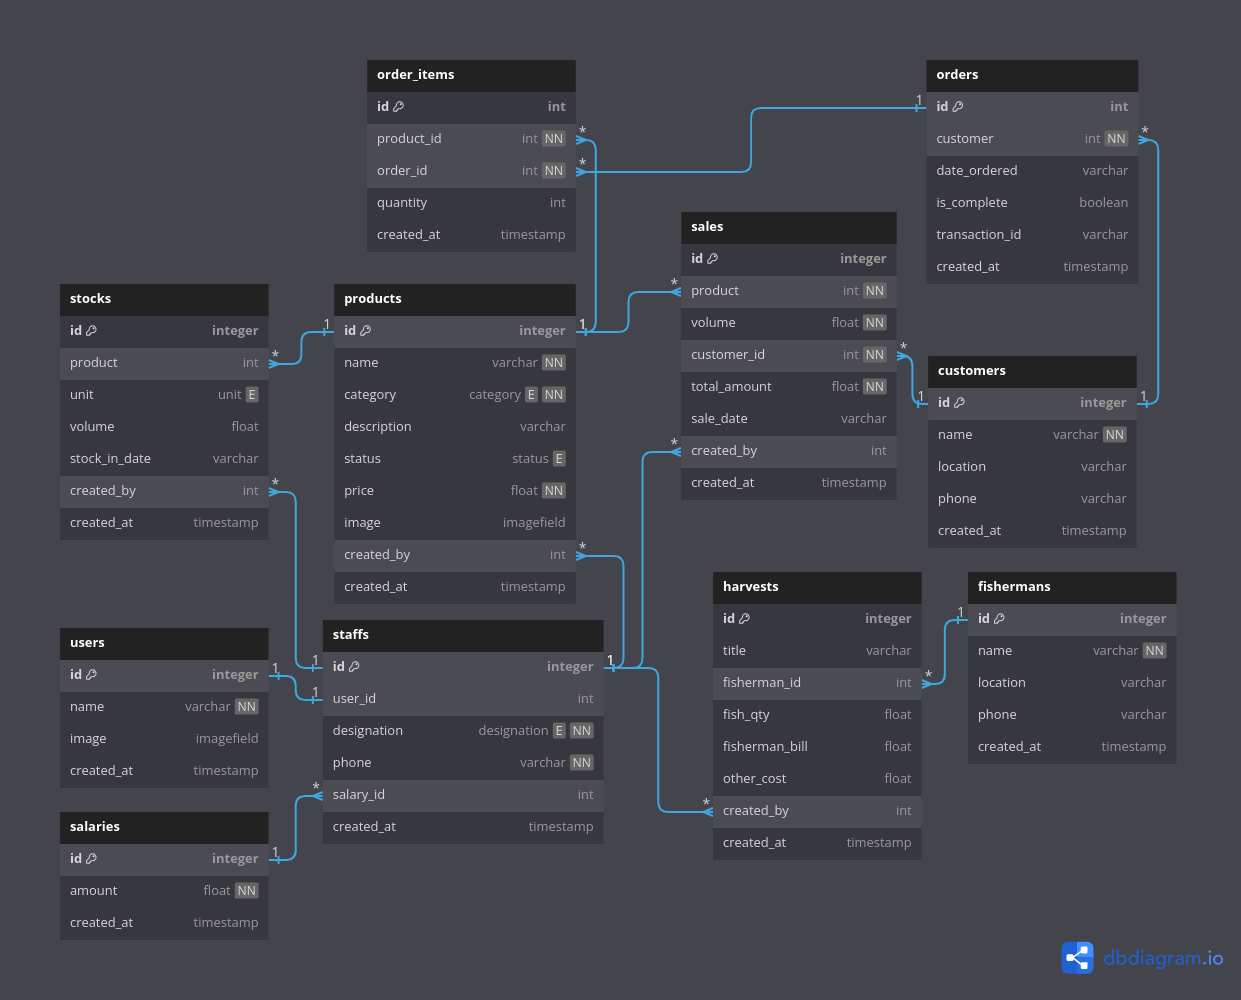 order_items
id int
product_id int NN
order_id int NN
quantity int
created_at timestamp
orders
id int
customer int NN
date_ordered varchar
is_complete boolean
transaction_id varchar
created_at timestamp
sales
id integer
product int NN
volume float NN
customer_id int NN
total_amount float NN
sale_date varchar
created_by int
created_at timestamp
stocks
id integer
product int
unit unit E
volume float
stock_in_date varchar
created_by int
created_at timestamp
products
id integer
name varchar NN
category category E NN
description varchar
status status E
price float NN
image imagefield
created_by int
created_at timestamp
customers
id integer
name varchar NN
location varchar
phone varchar
created_at timestamp
users
id integer
name varchar NN
image imagefield
created_at timestamp
staffs
id integer
user_id int
designation designation E NN
phone varchar NN
salary_id int
created_at timestamp
harvests
id integer
title varchar
fisherman_id int
fish_qty float
fisherman_bill float
other_cost float
created_by int
created_at timestamp
fishermans
id integer
name varchar NN
location varchar
phone varchar
created_at timestamp
salaries
id integer
amount float NN
created_at timestamp
1
*
*
*
1
*
1
1
*
*
1
1
*
*
*
1
1
1
1
*
1
*
1
*
dbdiagram.io